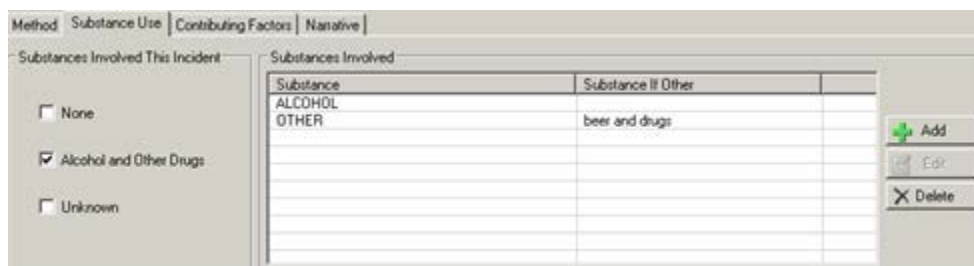 Method Substance Use Contributing Factors Narrative
Substances Involved This Incident
None
Alcohol and Other Drugs
Unknown
Substances Involved
Substance Substance If Other
ALCOHOL
OTHER beer and drugs
Add
Edit
Delete